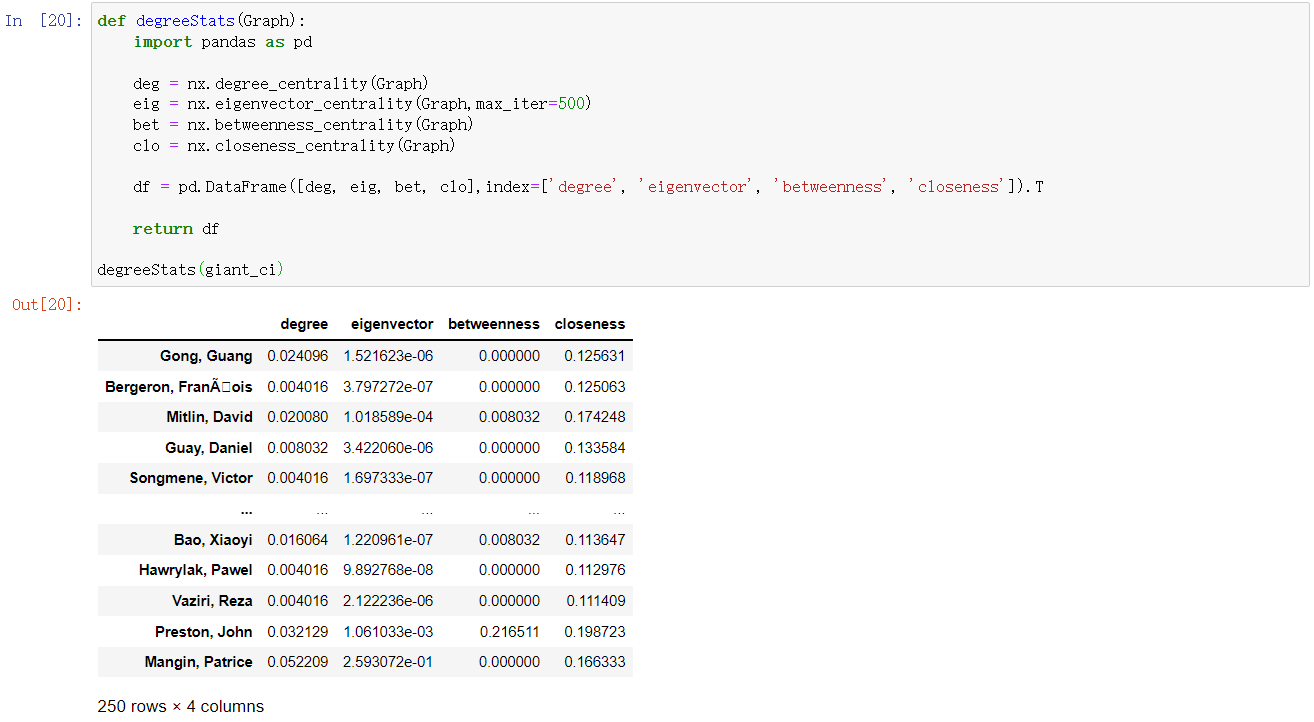 In [20]: def degreeStats(Graph):
    import pandas as pd

    deg = nx.degree_centrality(Graph)
    eig = nx.eigenvector_centrality(Graph,max_iter=500)
    bet = nx.betweenness_centrality(Graph)
    clo = nx.closeness_centrality(Graph)

    df = pd.DataFrame([deg, eig, bet, clo],index=['degree', 'eigenvector', 'betweenness', 'closeness']).T

    return df

degreeStats(giant_ci)
Out[20]:
degree eigenvector betweenness closeness
Gong, Guang 0.024096 1.521623e-06 0.000000 0.125631
Bergeron, FranÃ□ois 0.004016 3.797272e-07 0.000000 0.125063
Mitlin, David 0.020080 1.018589e-04 0.008032 0.174248
Guay, Daniel 0.008032 3.422060e-06 0.000000 0.133584
Songmene, Victor 0.004016 1.697333e-07 0.000000 0.118968
... ... ... ... ...
Bao, Xiaoyi 0.016064 1.220961e-07 0.008032 0.113647
Hawrylak, Pawel 0.004016 9.892768e-08 0.000000 0.112976
Vaziri, Reza 0.004016 2.122236e-06 0.000000 0.111409
Preston, John 0.032129 1.061033e-03 0.216511 0.198723
Mangin, Patrice 0.052209 2.593072e-01 0.000000 0.166333
250 rows × 4 columns